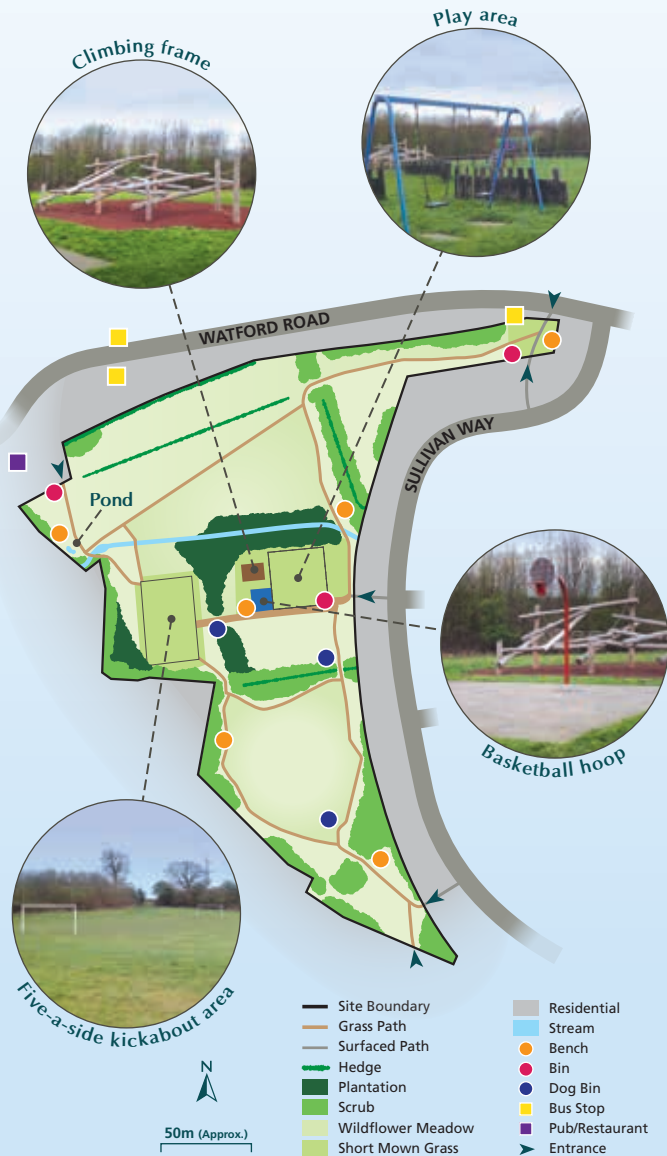 Climbing frame
Play area
WATFORD ROAD
SULLIVAN WAY
Pond
Basketball hoop
Five-a-side kickabout area
N
50m (Approx.)
Site Boundary
Grass Path
Surfaced Path
Hedge
Plantation
Scrub
Wildflower Meadow
Short Mown Grass
Residential
Stream
Bench
Bin
Dog Bin
Bus Stop
Pub/Restaurant
Entrance